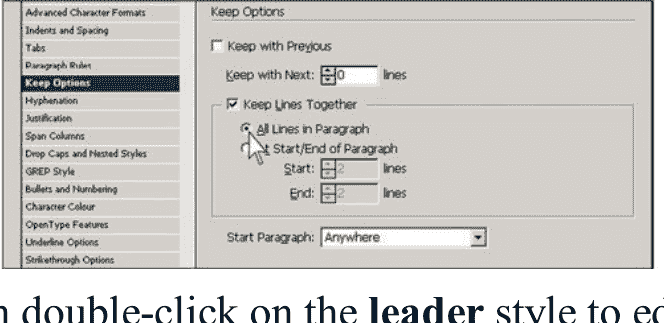 Advanced Character Formats
Indents and Spacing
Tabs
Paragraph Rules
Keep Options
Hyphenation
Justification
Span Columns
Drop Caps and Nested Styles
GREP Style
Bullets and Numbering
Character Colour
OpenType Features
Underline Options
Strikethrough Options
Keep Options
Keep with Previous
Keep with Next: 0 lines
Keep Lines Together
All Lines in Paragraph
Start/End of Paragraph
Start: 2 lines
End: 2 lines
Start Paragraph: Anywhere
double-click on the leader style to